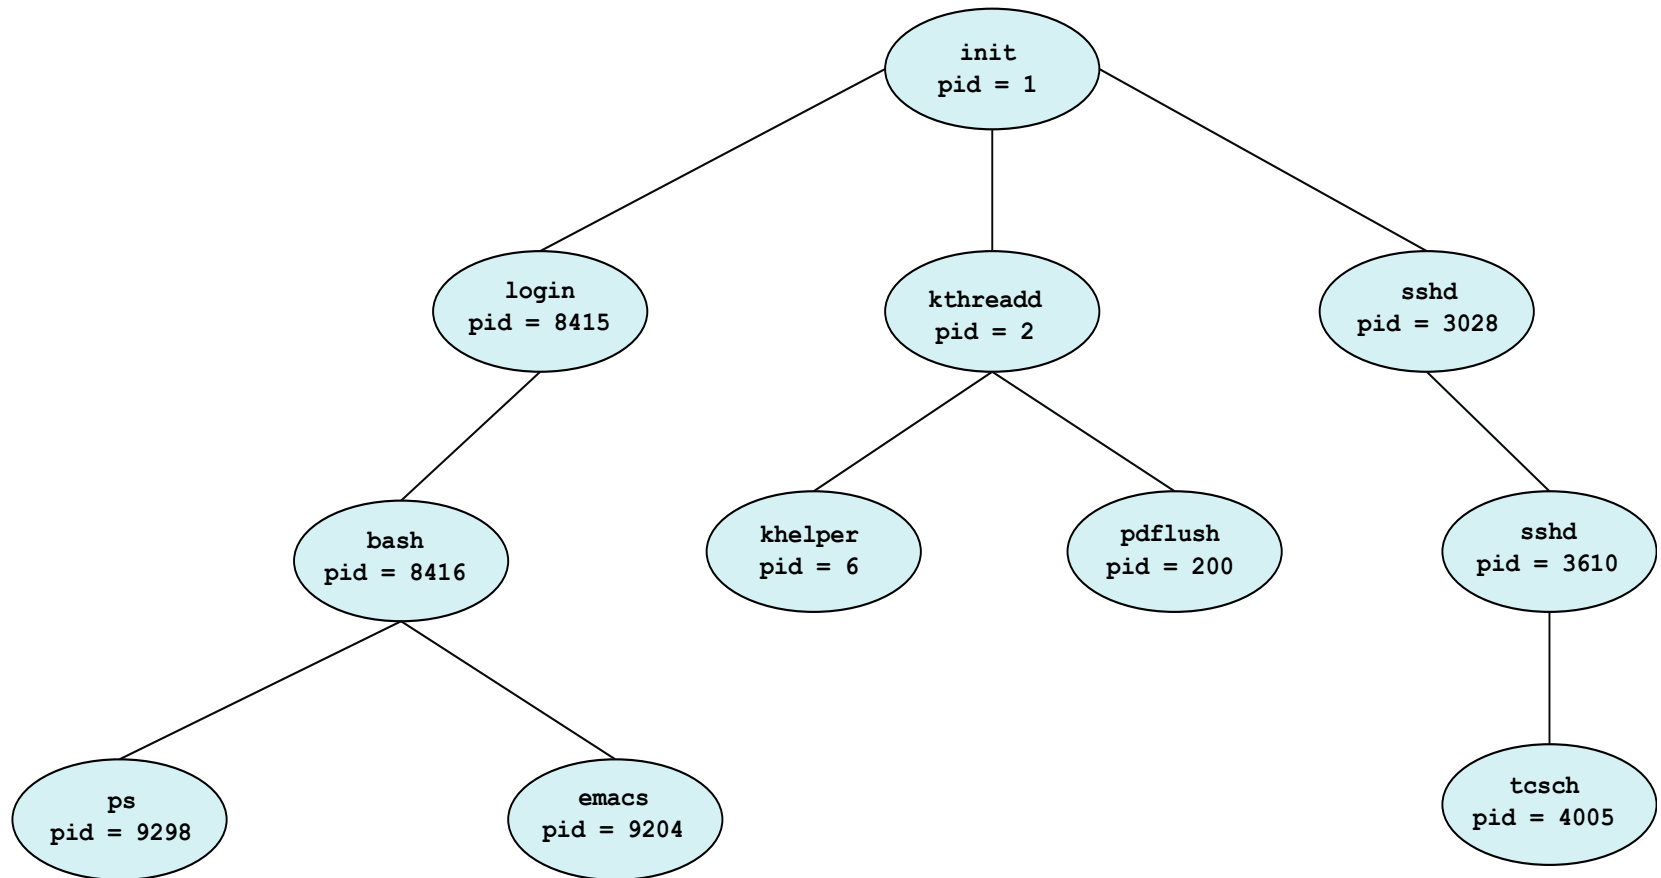 init
pid = 1
login
pid = 8415
kthreadd
pid = 2
sshd
pid = 3028
bash
pid = 8416
khelper
pid = 6
pdflush
pid = 200
sshd
pid = 3610
ps
pid = 9298
emacs
pid = 9204
tcsch
pid = 4005